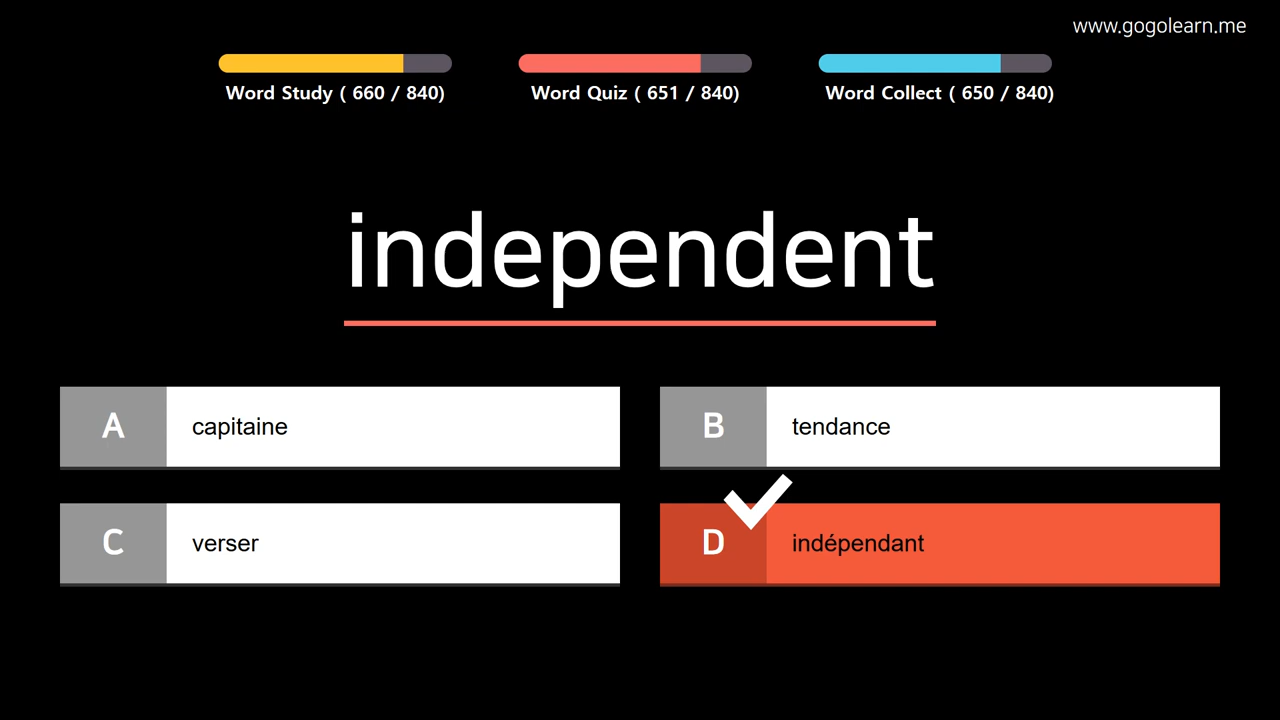 www.gogolearn.me
Word Study ( 660 / 840)
Word Quiz ( 651 / 840)
Word Collect ( 650 / 840)
independent
A capitaine
B tendance
C verser
D indépendant